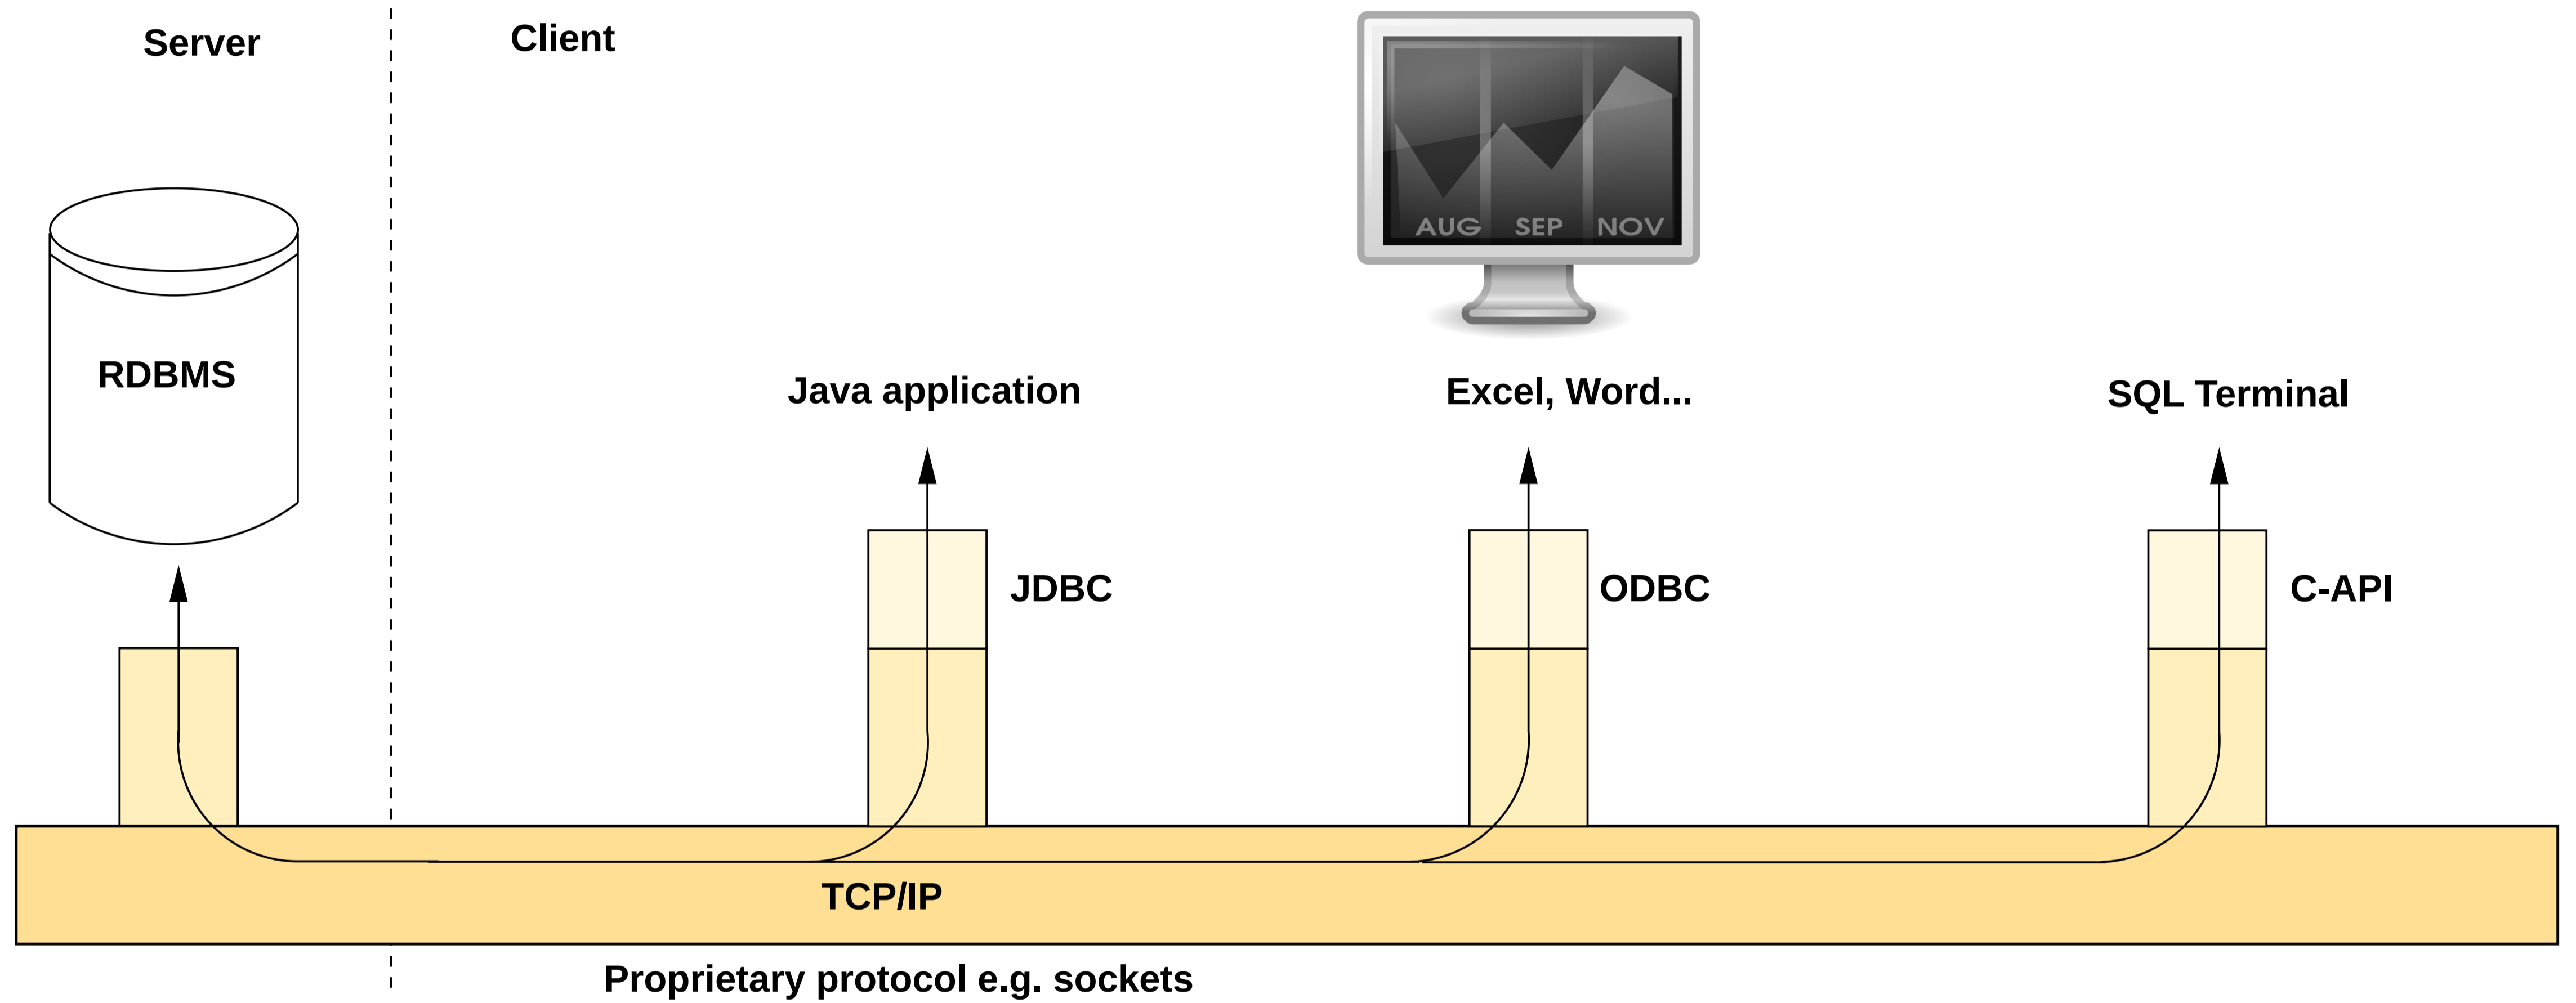 Server
Client
AUG SEP NOV
RDBMS
Java application
Excel, Word...
SQL Terminal
JDBC
ODBC
C-API
TCP/IP
Proprietary protocol e.g. sockets